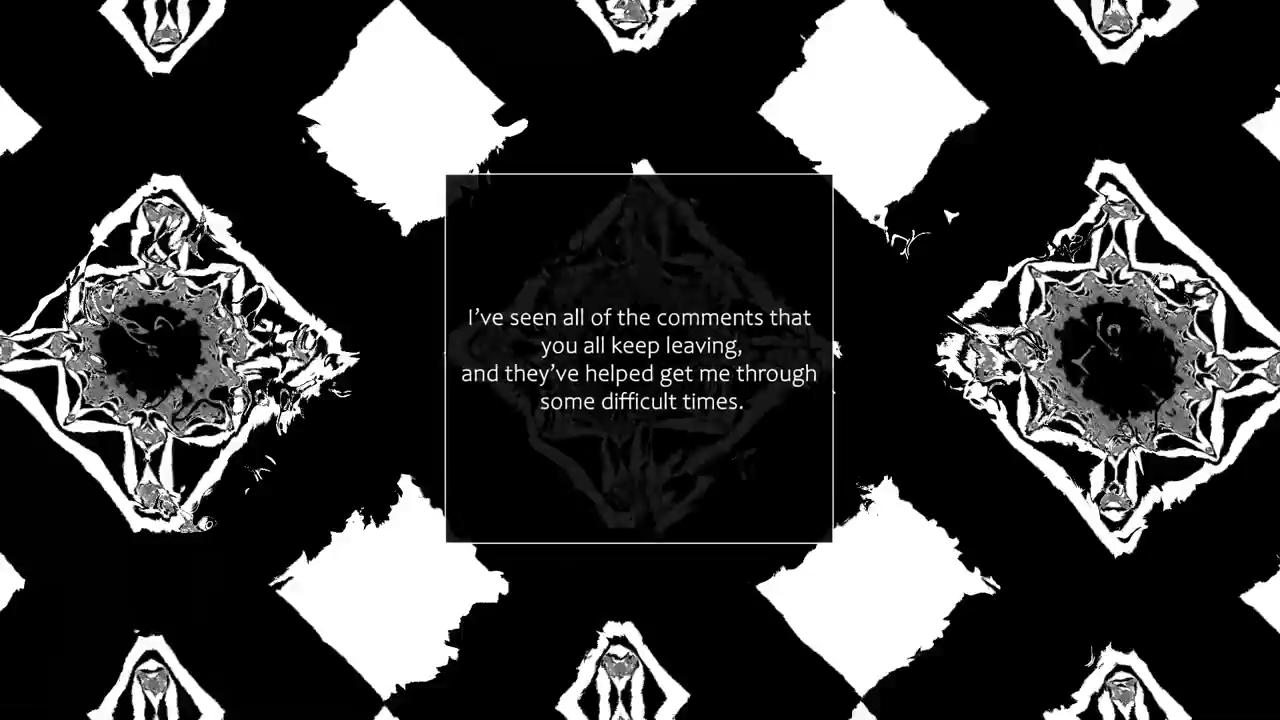 I’ve seen all of the comments that
you all keep leaving,
and they’ve helped get me through
some difficult times.